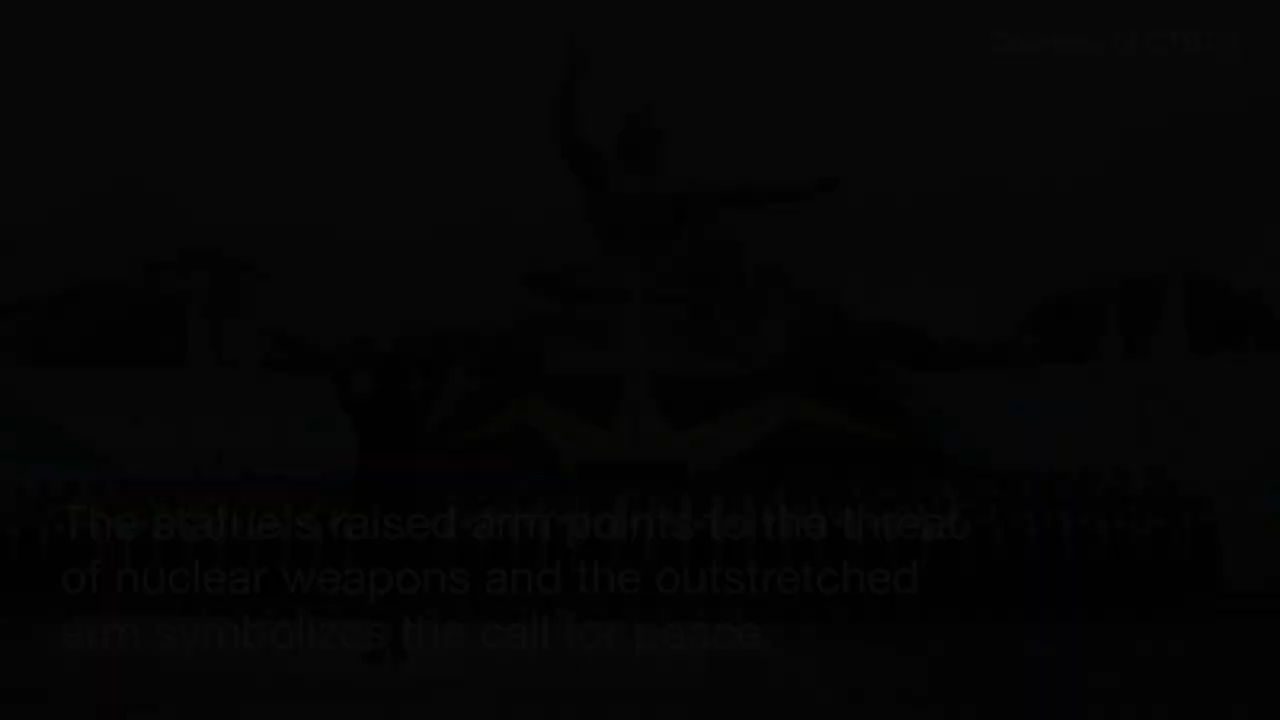 The statue's raised arm points to the threat
of nuclear weapons and the outstretched
arm symbolizes the call for peace.